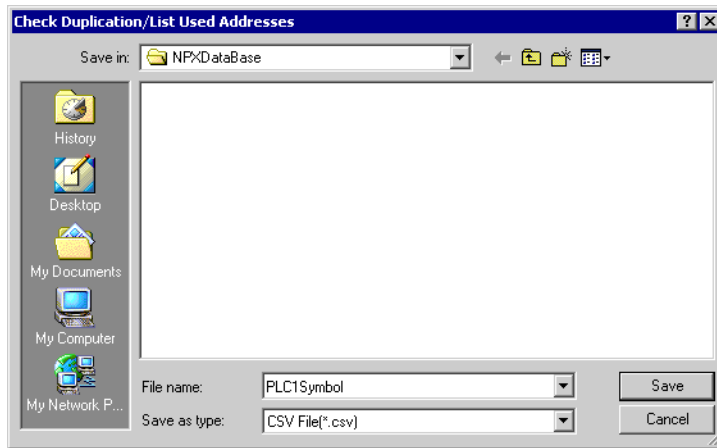 Check Duplication/List Used Addresses
Save in:
NPXDataBase
History
Desktop
My Documents
My Computer
My Network P...
File name:
PLC1Symbol
Save
Save as type:
CSV File(*.csv)
Cancel